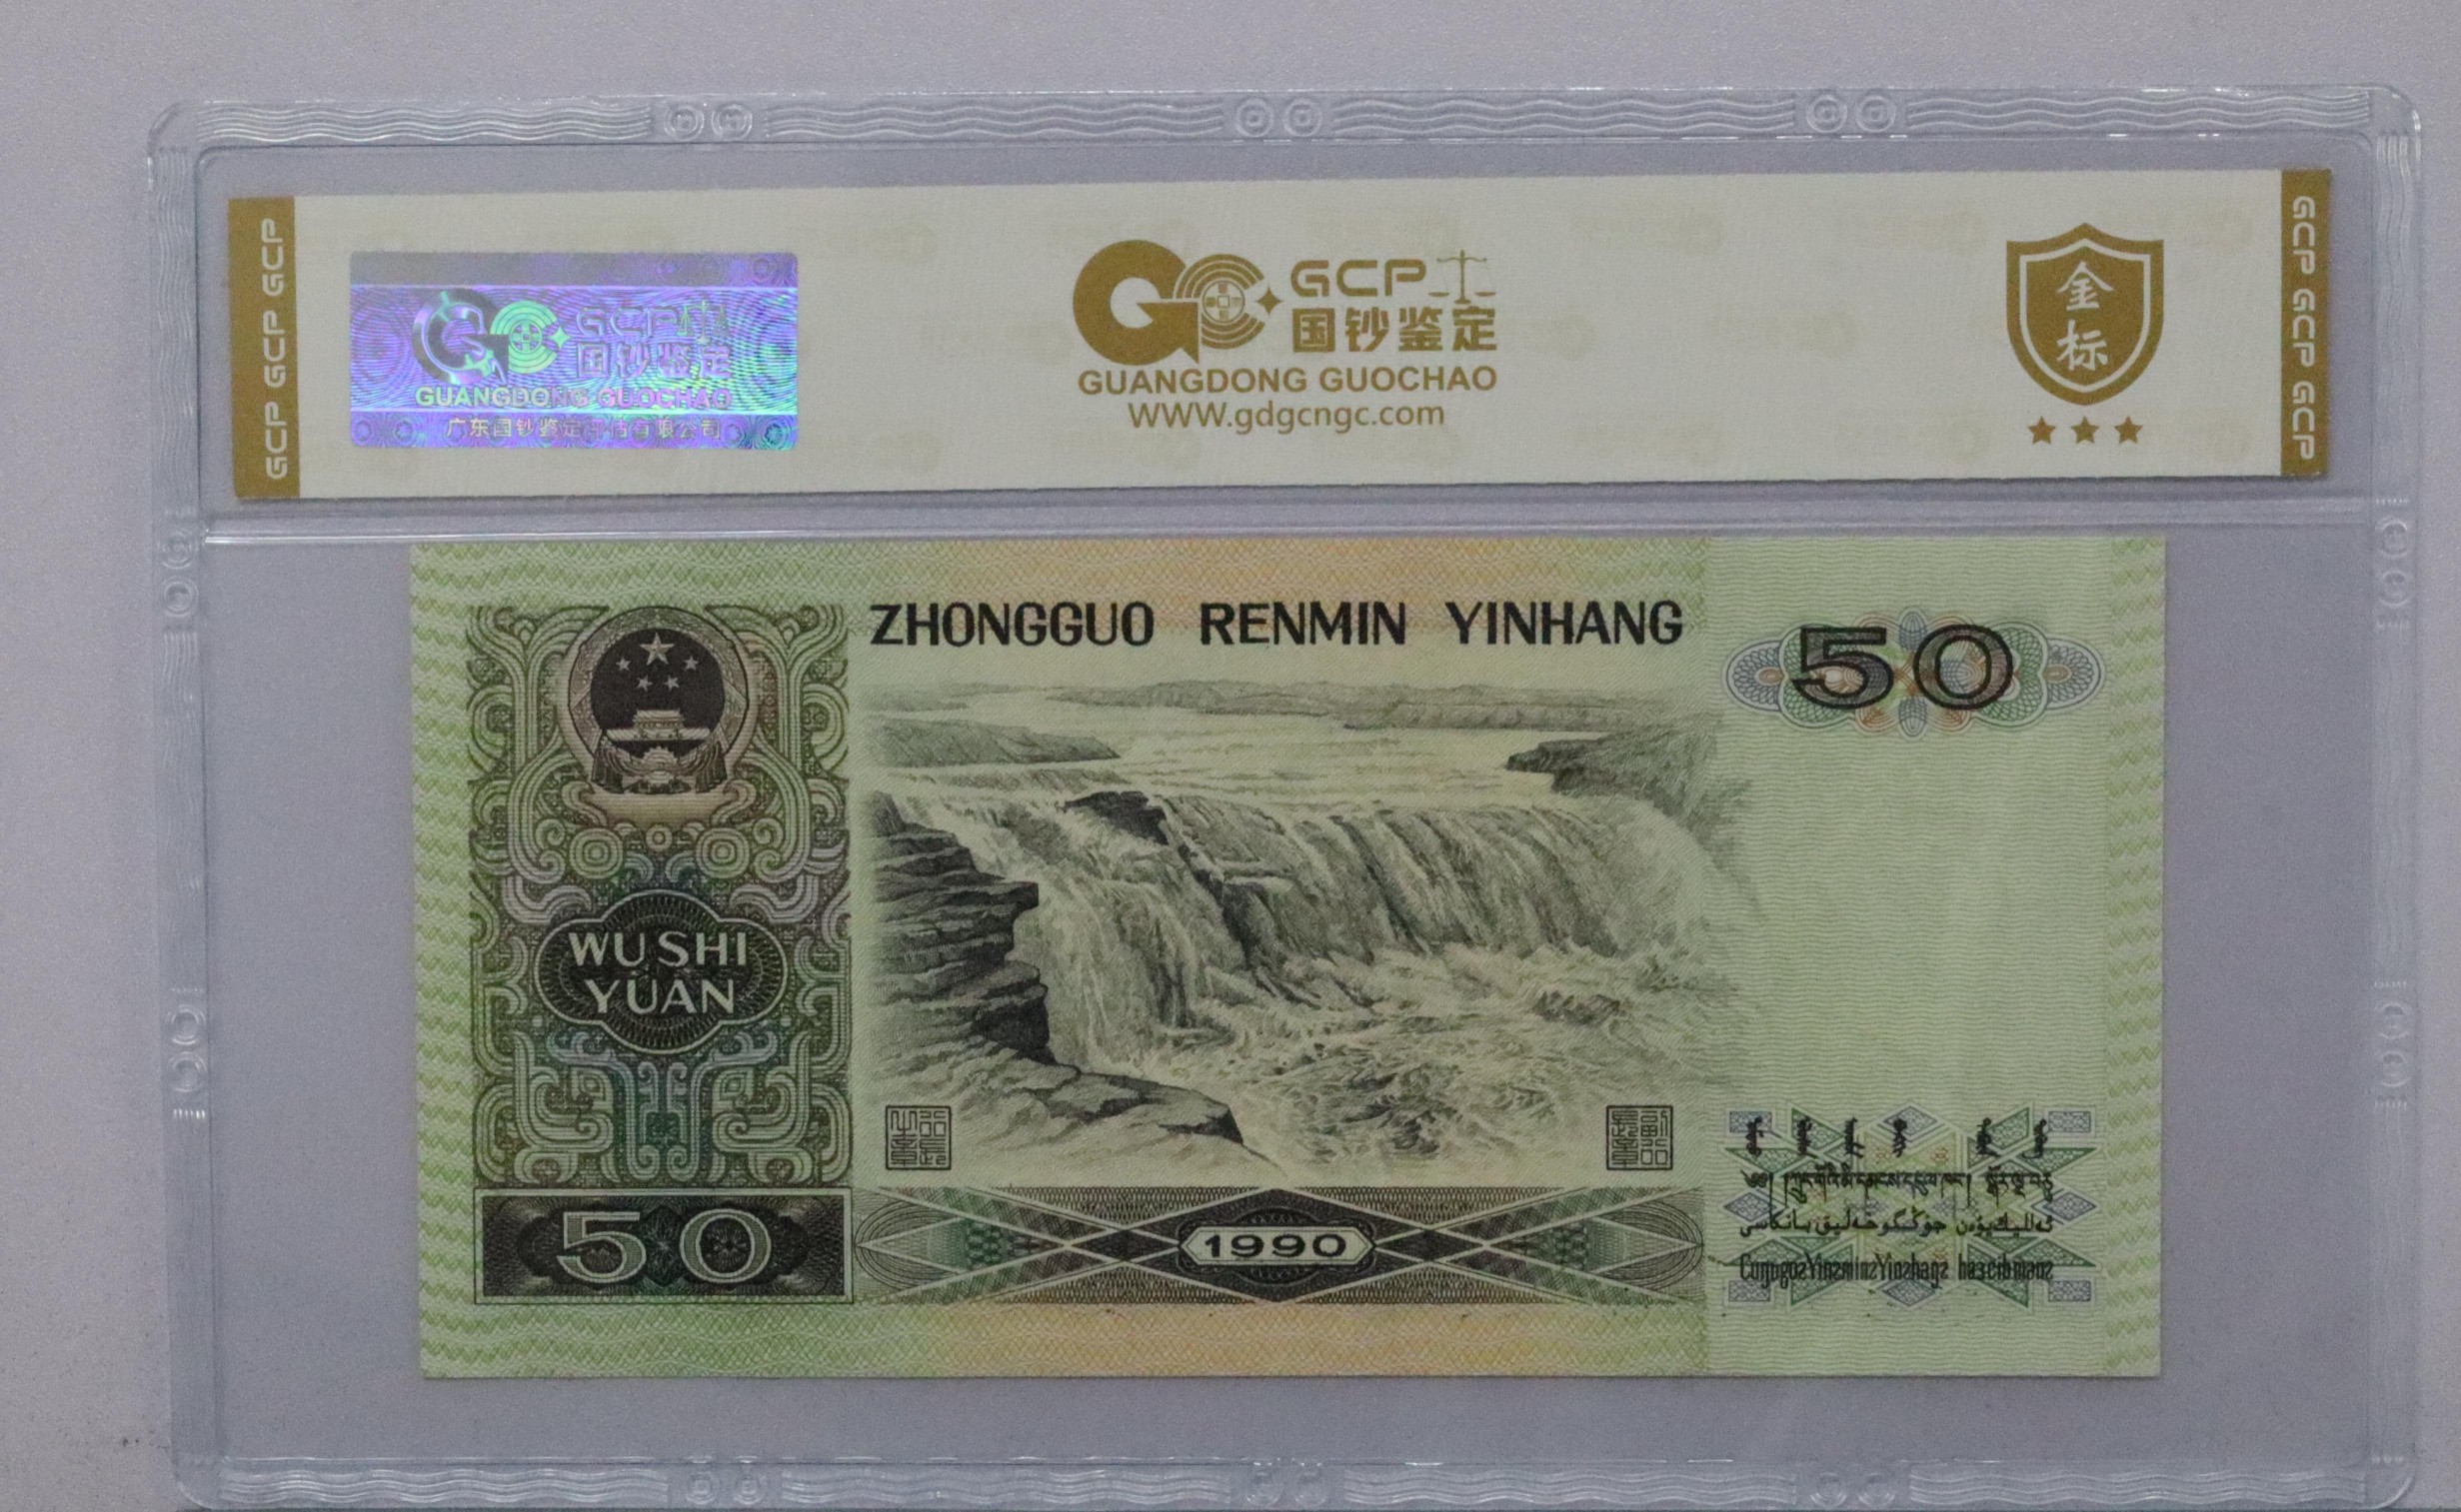 GCP GCP GCP
GCP
国钞鉴定
GUANGDONG GUOCHAO
广东国钞鉴定评估有限公司
GCP
国钞鉴定
GUANGDONG GUOCHAO
WWW.gdgcngc.com
金
标
GCP GCP GCP
ZHONGGUO RENMIN YINHANG
50
WU SHI
YUAN
50
1990